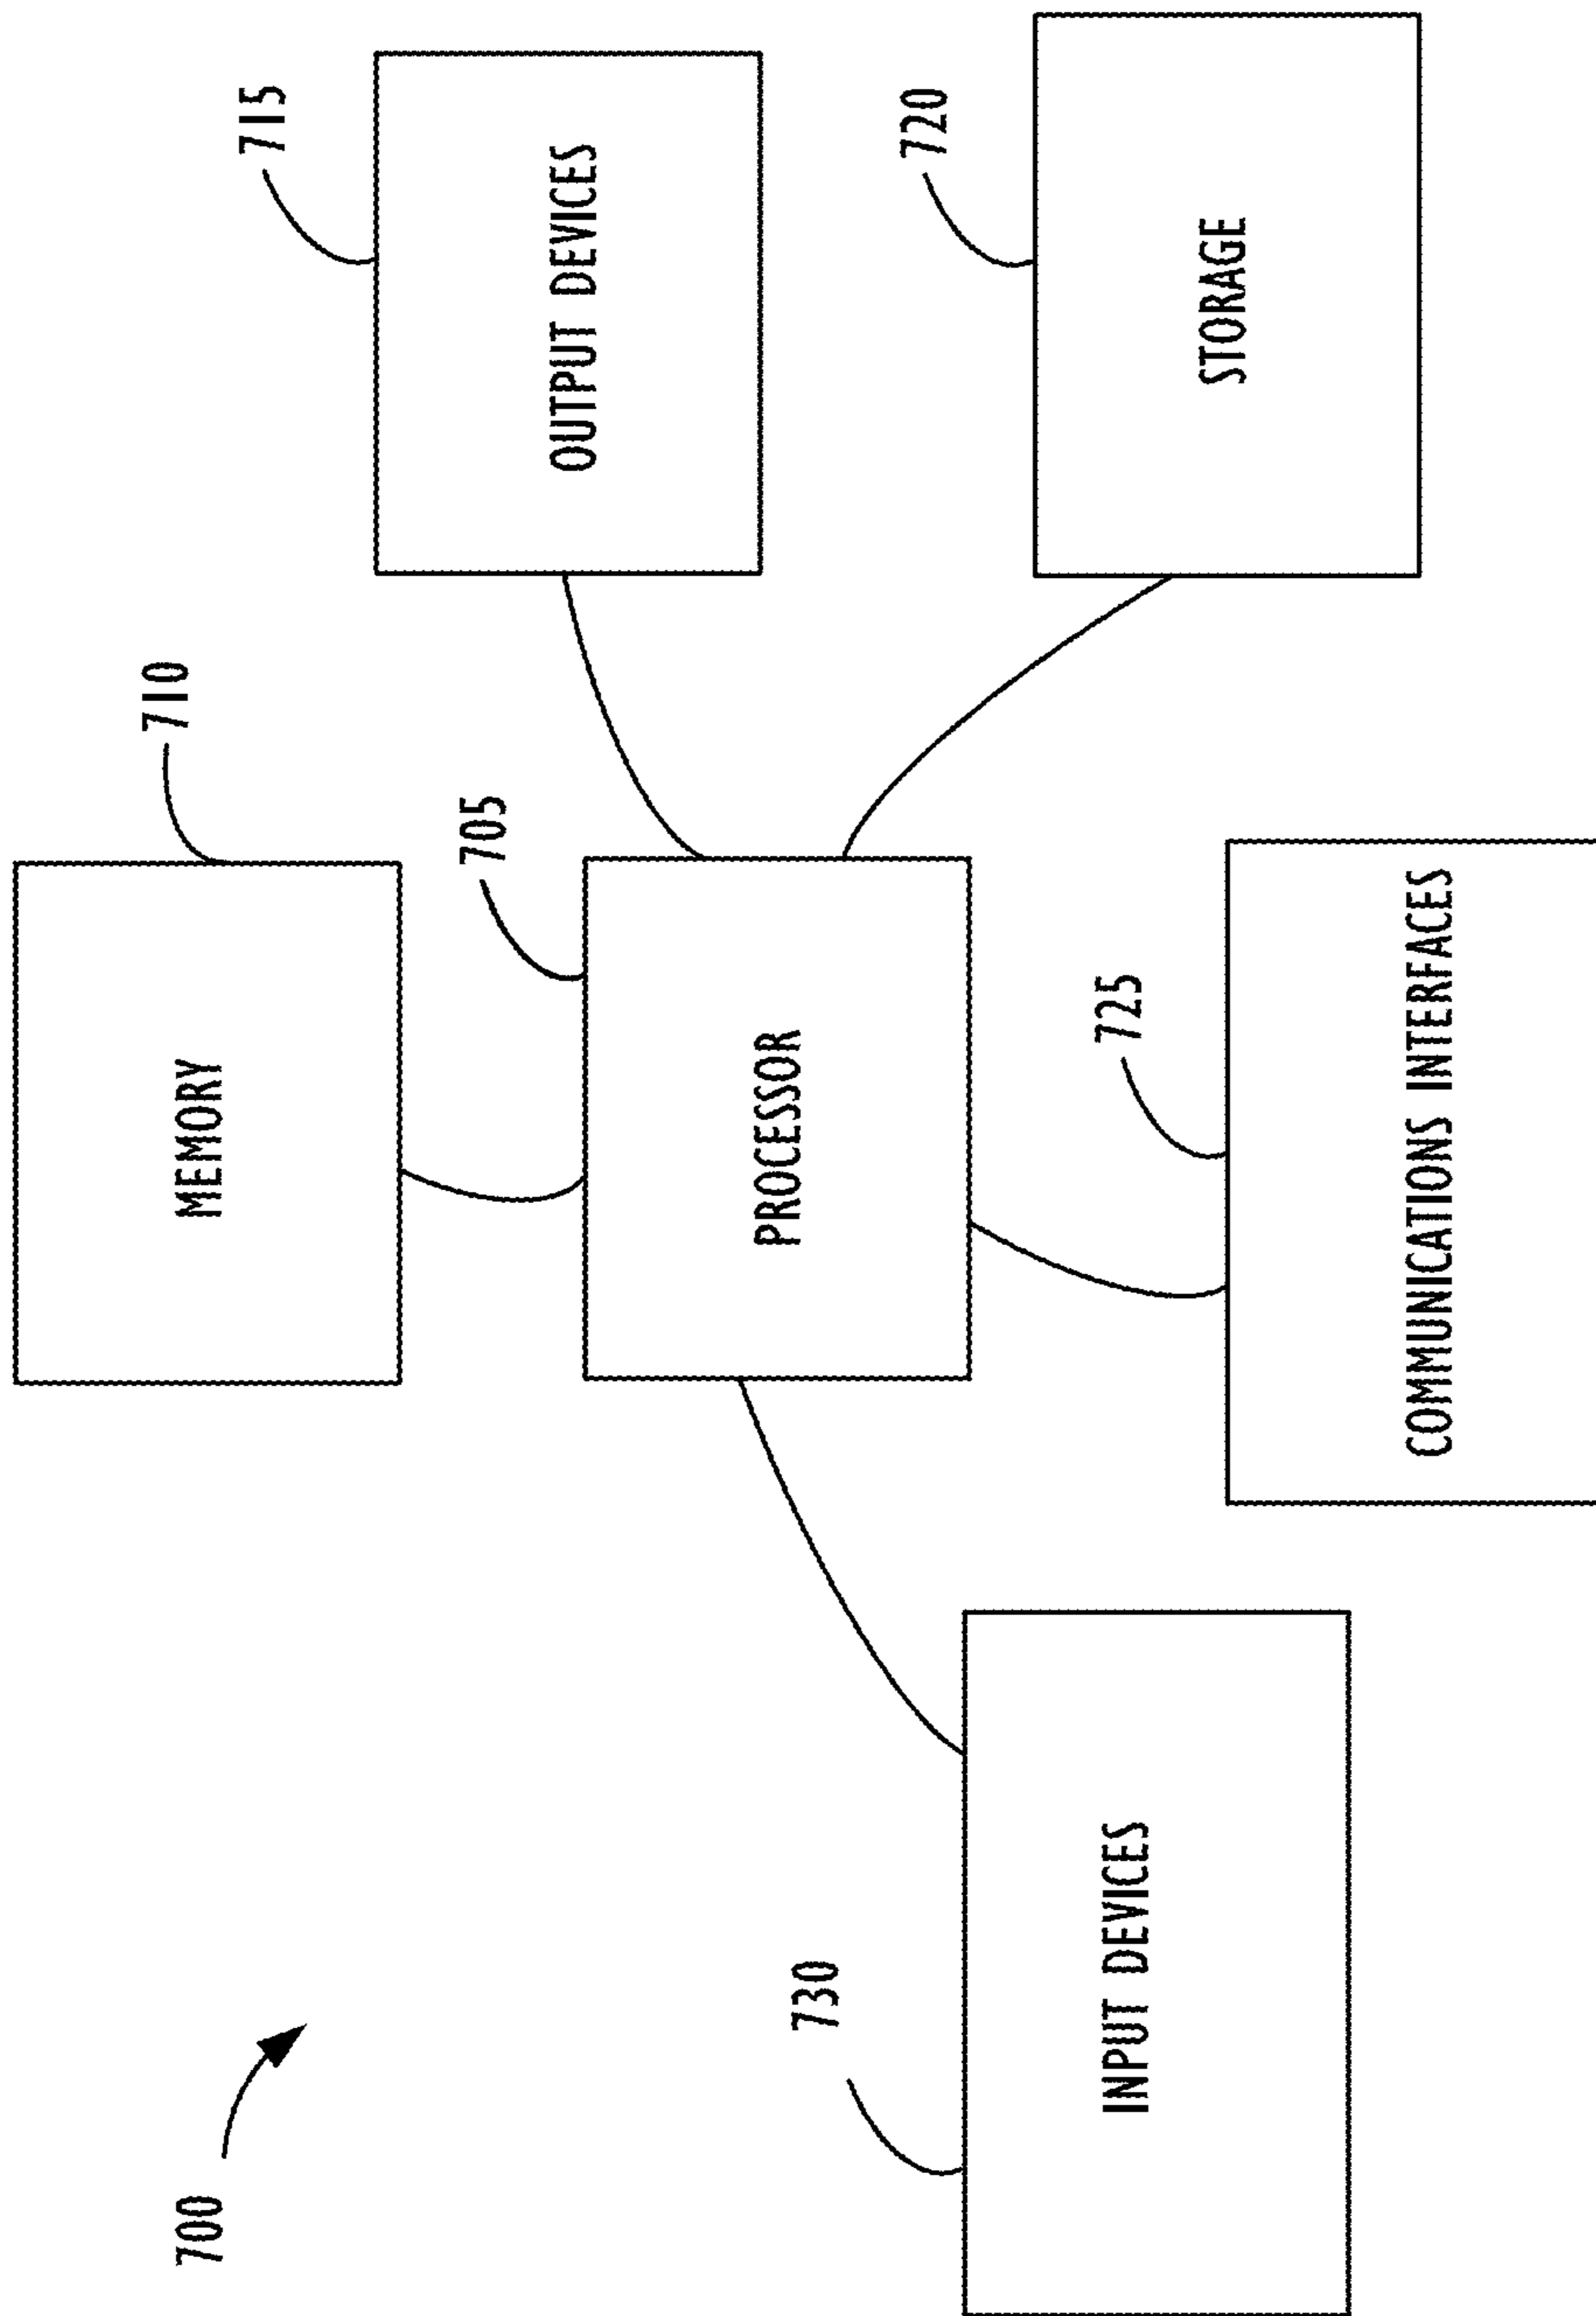 700
710
MEMORY
715
705
OUTPUT DEVICES
PROCESSOR
730
720
INPUT DEVICES
725
STORAGE
COMMUNICATIONS INTERFACES